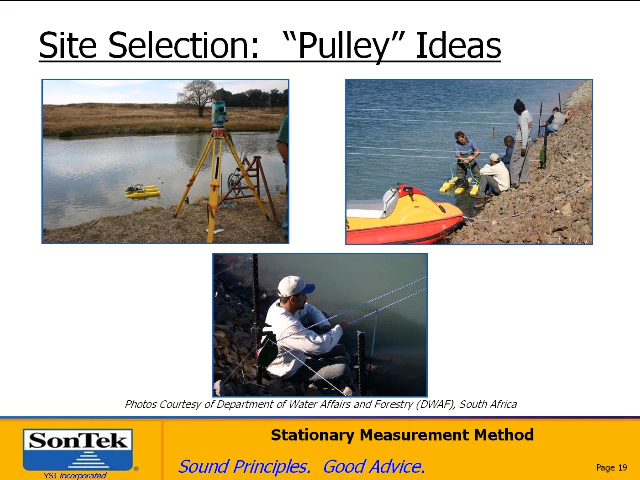 Site Selection:  “Pulley” Ideas
Photos Courtesy of Department of Water Affairs and Forestry (DWAF), South Africa
Stationary Measurement Method
SonTek
YSI incorporated
Sound Principles.  Good Advice.
Page 19